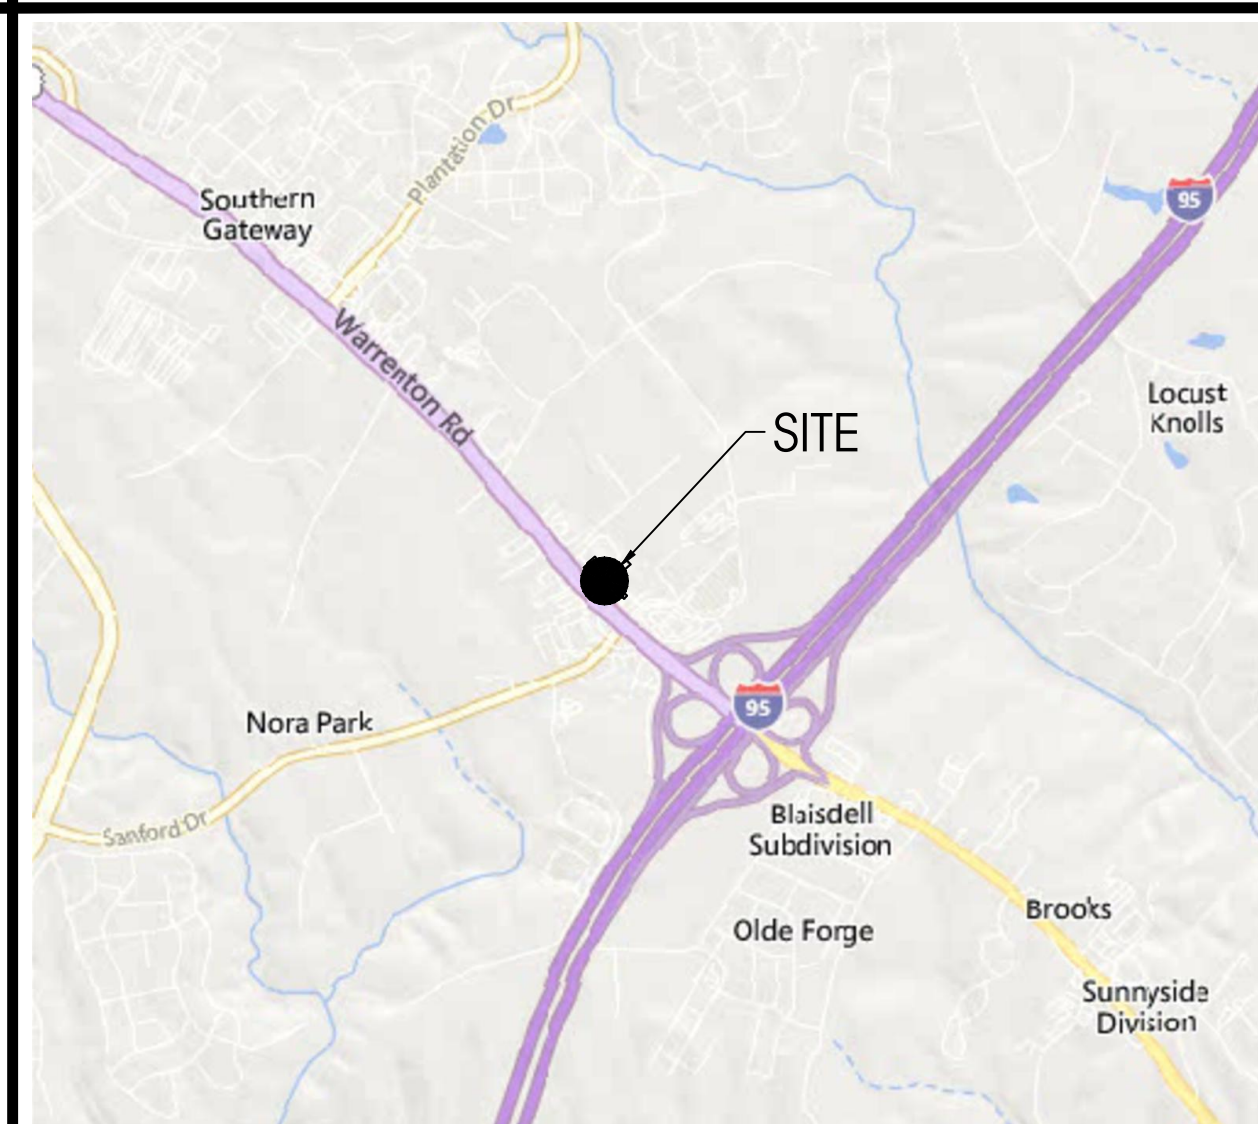 Plantation Dr
95
Southern
Gateway
Warrenton Rd
Locust
Knolls
SITE
95
Nora Park
Sanford Dr
Blaisdell
Subdivision
Brooks
Olde Forge
Sunnyside
Division